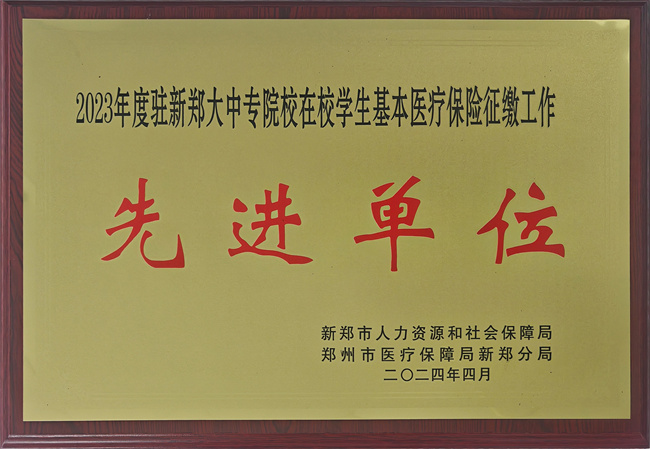 2023年度驻新郑大中专院校在校学生基本医疗保险征缴工作
先进单位
新郑市人力资源和社会保障局
郑州市医疗保障局新郑分局
二〇二四年四月